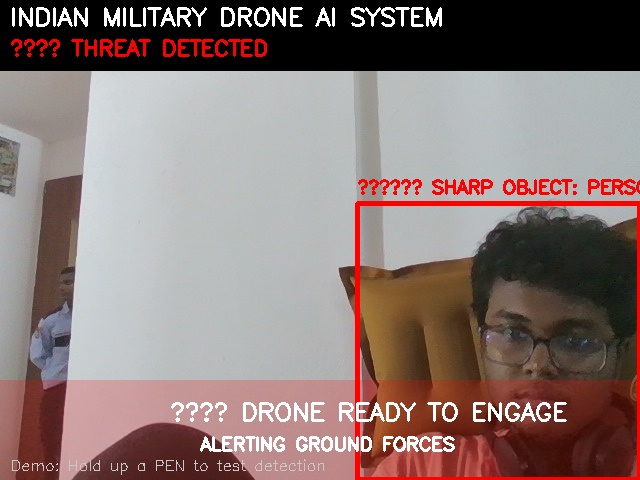 INDIAN MILITARY DRONE AI SYSTEM
???? THREAT DETECTED
?????? SHARP OBJECT: PERSO
???? DRONE READY TO ENGAGE
ALERTING GROUND FORCES
Demo: Hold up a PEN to test detection